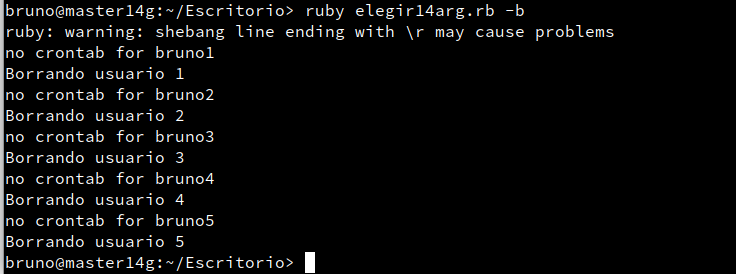 bruno@master14g:~/Escritorio> ruby elegir14arg.rb -b
ruby: warning: shebang line ending with \r may cause problems
no crontab for bruno1
Borrando usuario 1
no crontab for bruno2
Borrando usuario 2
no crontab for bruno3
Borrando usuario 3
no crontab for bruno4
Borrando usuario 4
no crontab for bruno5
Borrando usuario 5
bruno@master14g:~/Escritorio>